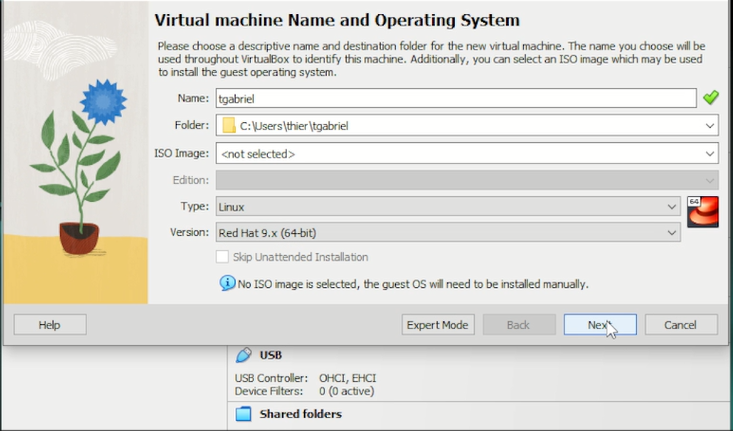 Virtual machine Name and Operating System
Please choose a descriptive name and destination folder for the new virtual machine. The name you choose will be
used throughout VirtualBox to identify this machine. Additionally, you can select an ISO image which may be used
to install the guest operating system.
Name: tgabriel
Folder: C:\Users\thier\tgabriel
ISO Image: <not selected>
Edition:
Type: Linux
64
Version: Red Hat 9.x (64-bit)
Skip Unattended Installation
No ISO image is selected, the guest OS will need to be installed manually.
Help Expert Mode Back Next Cancel
USB
USB Controller: OHCI, EHCI
Device Filters: 0 (0 active)
Shared folders